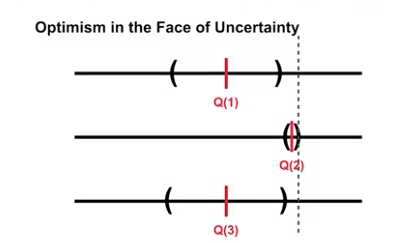 Optimism in the Face of Uncertainty
Q(1)
Q(2)
Q(3)